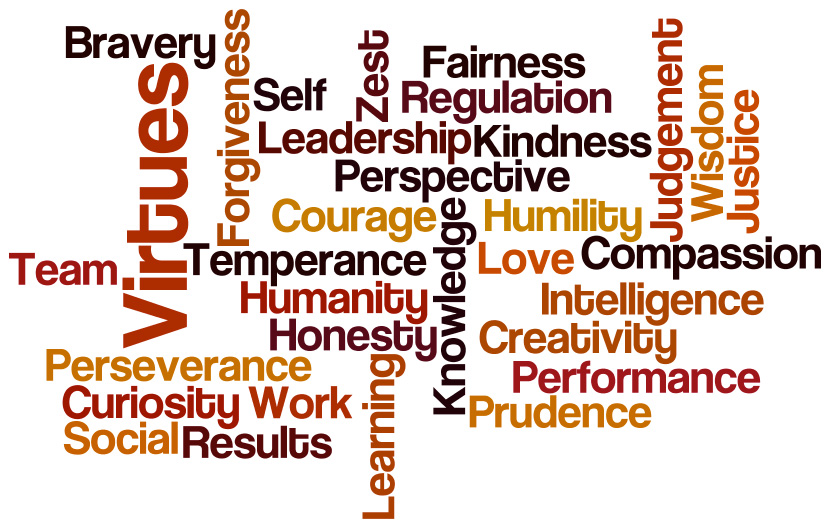 Bravery
Virtues
Forgiveness
Self
Zest
Fairness
Regulation
Leadership
Kindness
Perspective
Judgement
Wisdom
Justice
Courage
Humility
Knowledge
Team
Temperance
Love
Compassion
Humanity
Intelligence
Honesty
Creativity
Perseverance
Learning
Performance
Curiosity
Work
Prudence
Social
Results